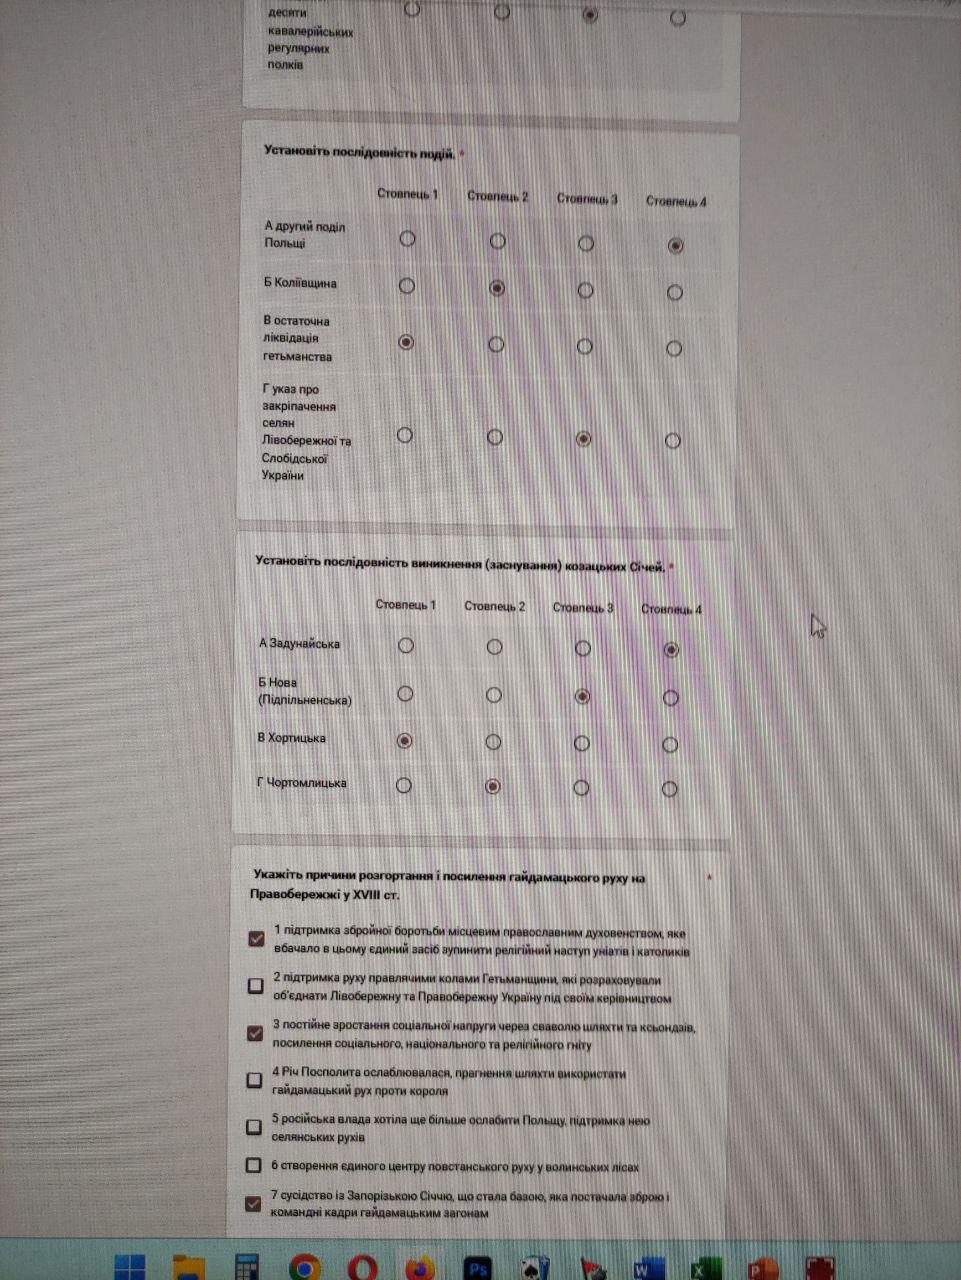 десяти
кавалерійських
регулярних
полків
Установіть послідовність подій. *
Стовпець 1 Стовпець 2 Стовпець 3 Стовпець 4
А другий поділ
Польщі
Б Коліївщина
В остаточна
ліквідація
гетьманства
Г указ про
закріпачення
селян
Лівобережної та
Слобідської
України
Установіть послідовність виникнення (заснування) козацьких Січей. *
Стовпець 1 Стовпець 2 Стовпець 3 Стовпець 4
А Задунайська
Б Нова
(Підпільненська)
В Хортицька
Г Чортомлицька
Укажіть причини розгортання і посилення гайдамацького руху на *
Правобережжі у XVIII ст.
1 підтримка збройної боротьби місцевим православним духовенством, яке
вбачало в цьому єдиний засіб зупинити релігійний наступ уніатів і католиків
2 підтримка руху правлячими колами Гетьманщини, які розраховували
об'єднати Лівобережну та Правобережну Україну під своїм керівництвом
3 постійне зростання соціальної напруги через сваволю шляхти та ксьондзів,
посилення соціального, національного та релігійного гніту
4 Річ Посполита ослаблювалася, прагнення шляхти використати
гайдамацький рух проти короля
5 російська влада хотіла ще більше ослабити Польщу, підтримка нею
селянських рухів
6 створення єдиного центру повстанського руху у волинських лісах
7 сусідство із Запорізькою Січчю, що стала базою, яка постачала зброю і
командні кадри гайдамацьким загонам
Ps W X P